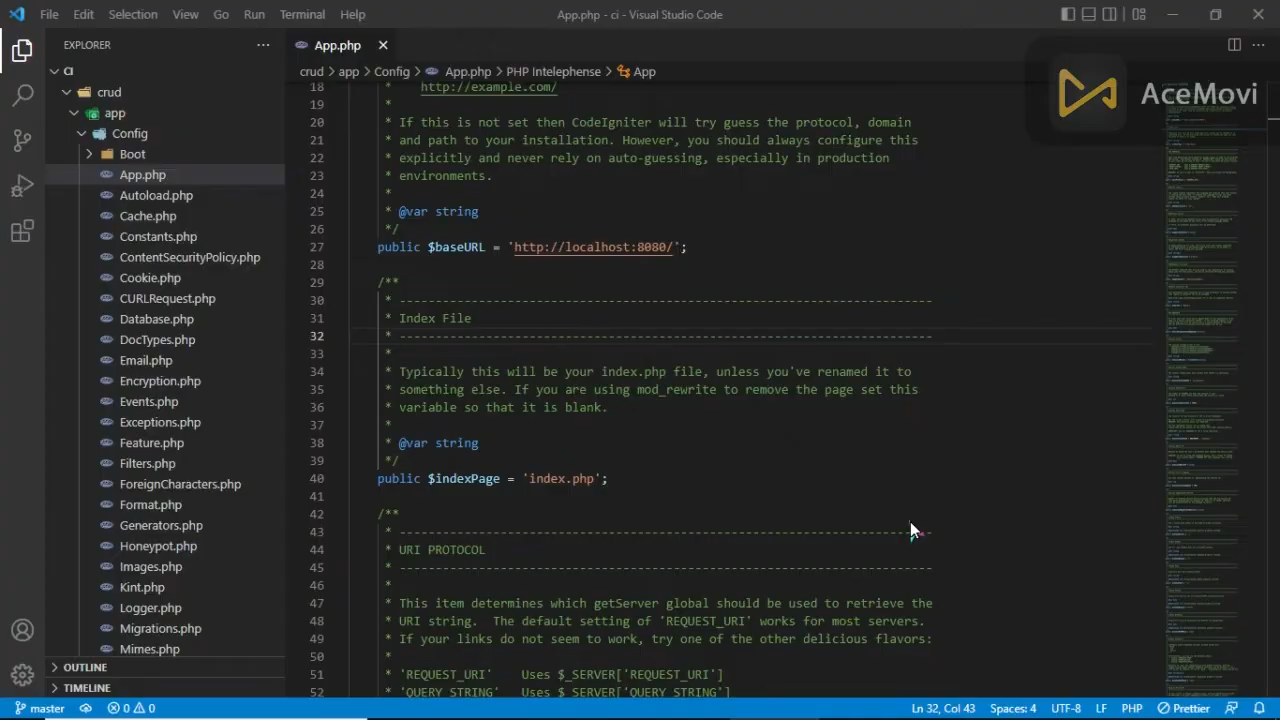 File Edit Selection View Go Run Terminal Help
App.php - ci - Visual Studio Code
EXPLORER
CI
crud
app
Config
Boot
App.php
Autoload.php
Cache.php
Constants.php
ContentSecurityPolicy.php
Cookie.php
CURLRequest.php
Database.php
DocTypes.php
Email.php
Encryption.php
Events.php
Exceptions.php
Feature.php
Filters.php
ForeignCharacters.php
Format.php
Generators.php
Honeypot.php
Images.php
Kint.php
Logger.php
Migrations.php
Mimes.php
OUTLINE
TIMELINE
App.php
crud > app > Config > App.php > PHP Intelephense > App
AceMovi
18 * http://example.com/
19 *
20 * If this it is set then CodeIgniter will try guess the protocol, domain
21 * and path to your installation. However, you should always configure this
22 * explicitly and never rely on auto-guessing, especially in production
23 * environments.
24 *
25 * @var string
26 */
27 public $baseURL = 'http://localhost:8080/';
28
29 /**
30 * --------------------------------------------------------------------------
31 * Index File
32 * --------------------------------------------------------------------------
33 *
34 * Typically this will be your index.php file, unless you've renamed it to
35 * something else. If you are using mod_rewrite to remove the page set this
36 * variable so that it is blank.
37 *
38 * @var string
39 */
40 public $indexPage = 'index.php';
41
42 /**
43 * --------------------------------------------------------------------------
44 * URI PROTOCOL
45 * --------------------------------------------------------------------------
46 *
47 * This item determines which getServer global should be used to retrieve the
48 * URI string. The default setting of 'REQUEST_URI' works for most servers.
49 * If your links do not seem to work, try one of the other delicious flavors:
50 *
51 * 'REQUEST_URI' Uses $_SERVER['REQUEST_URI']
52 * 'QUERY_STRING' Uses $_SERVER['QUERY_STRING']
master 0 0
Ln 32, Col 43 Spaces: 4 UTF-8 LF PHP Prettier